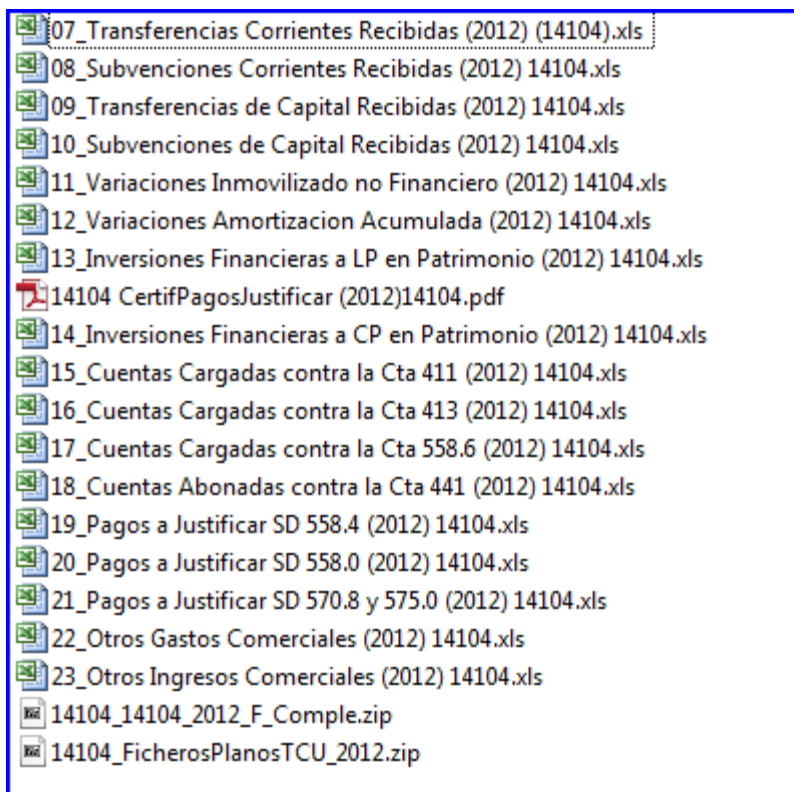 07_Transferencias Corrientes Recibidas (2012) (14104).xls
08_Subvenciones Corrientes Recibidas (2012) 14104.xls
09_Transferencias de Capital Recibidas (2012) 14104.xls
10_Subvenciones de Capital Recibidas (2012) 14104.xls
11_Variaciones Inmovilizado no Financiero (2012) 14104.xls
12_Variaciones Amortizacion Acumulada (2012) 14104.xls
13_Inversiones Financieras a LP en Patrimonio (2012) 14104.xls
14104 CertifPagosJustificar (2012)14104.pdf
14_Inversiones Financieras a CP en Patrimonio (2012) 14104.xls
15_Cuentas Cargadas contra la Cta 411 (2012) 14104.xls
16_Cuentas Cargadas contra la Cta 413 (2012) 14104.xls
17_Cuentas Cargadas contra la Cta 558.6 (2012) 14104.xls
18_Cuentas Abonadas contra la Cta 441 (2012) 14104.xls
19_Pagos a Justificar SD 558.4 (2012) 14104.xls
20_Pagos a Justificar SD 558.0 (2012) 14104.xls
21_Pagos a Justificar SD 570.8 y 575.0 (2012) 14104.xls
22_Otros Gastos Comerciales (2012) 14104.xls
23_Otros Ingresos Comerciales (2012) 14104.xls
14104_14104_2012_F_Comple.zip
14104_FicherosPlanosTCU_2012.zip